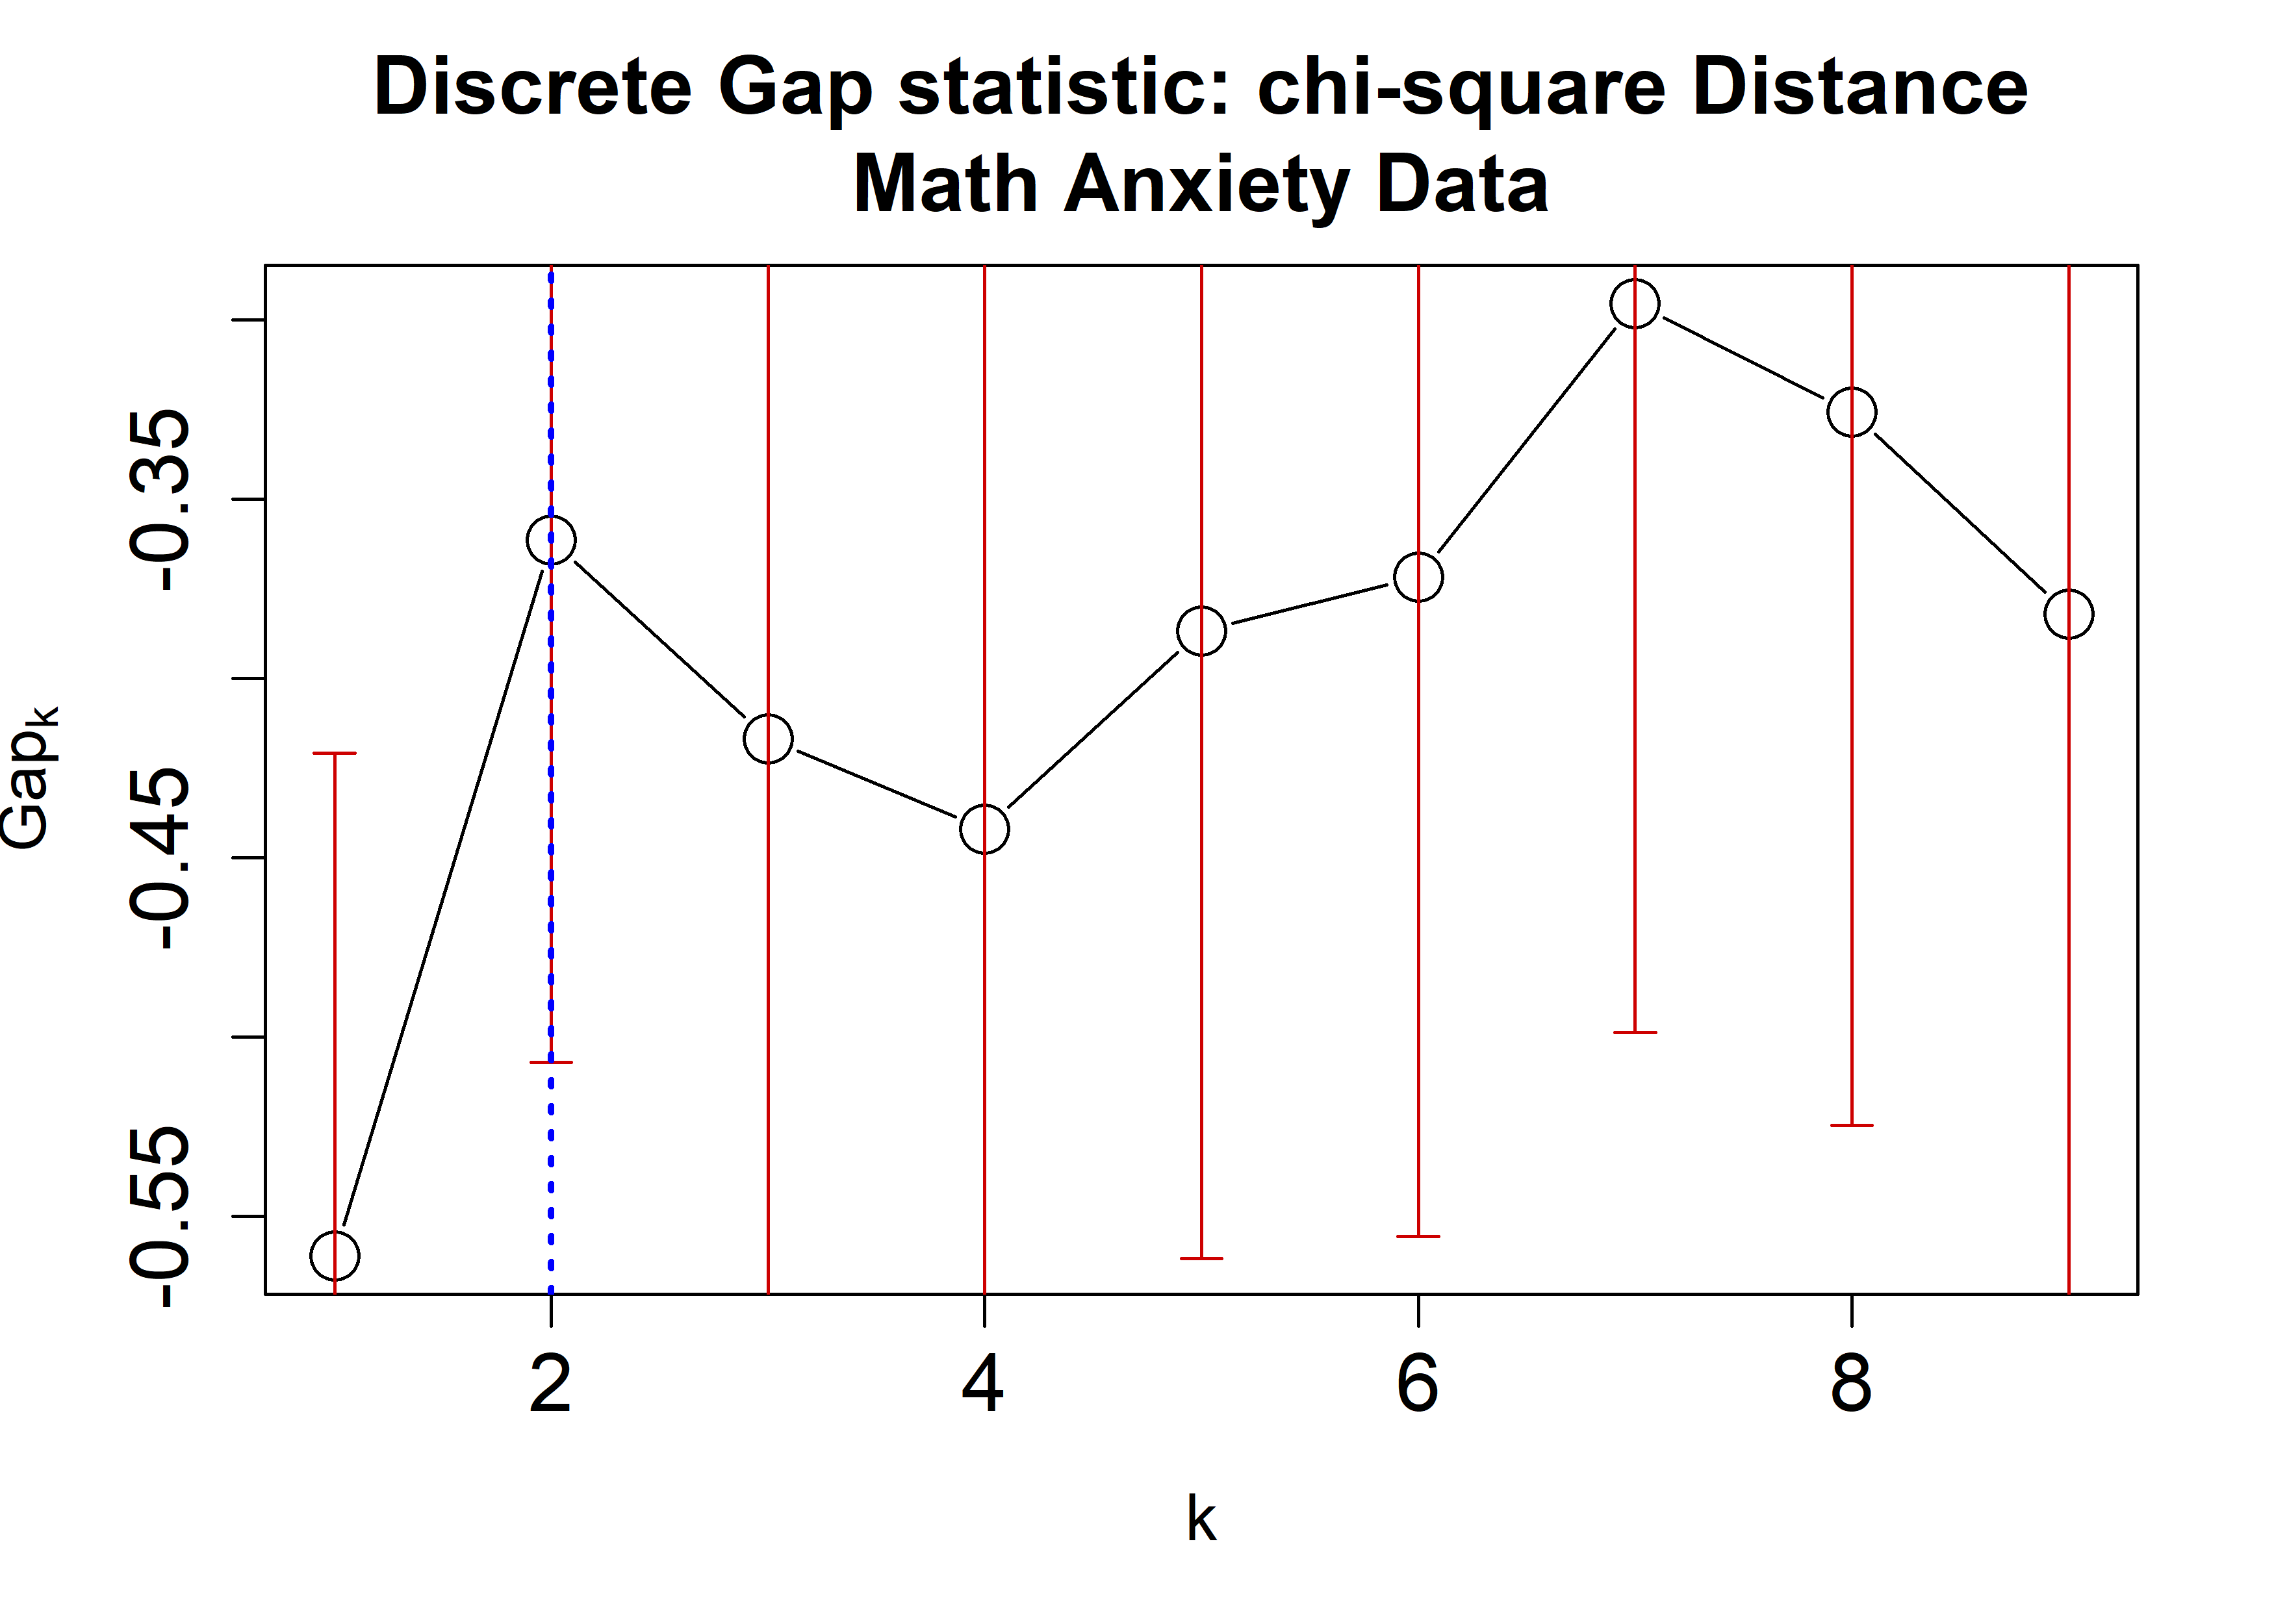 Discrete Gap statistic: chi-square Distance
Math Anxiety Data
Gapk
-0.35
-0.45
-0.55
2 4 6 8
k